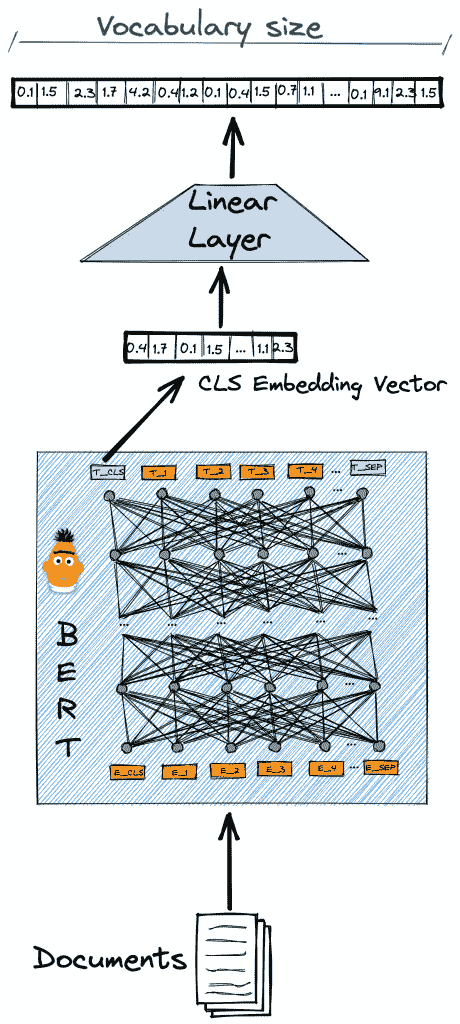 Vocabulary size
0.1 1.5 2.3 1.7 4.2 0.4 1.2 0.1 0.4 1.5 0.7 1.1 ... 0.1 9.1 2.3 1.5
Linear
Layer
0.4 1.7 0.1 1.5 ... 1.1 2.3
CLS Embedding Vector
T_CLS T_1 T_2 T_3 T_4 ... T_SEP
...
...
... ... ... ... ... ...
...
...
B
E
R
T
E_CLS E_1 E_2 E_3 E_4 ... E_SEP
Documents